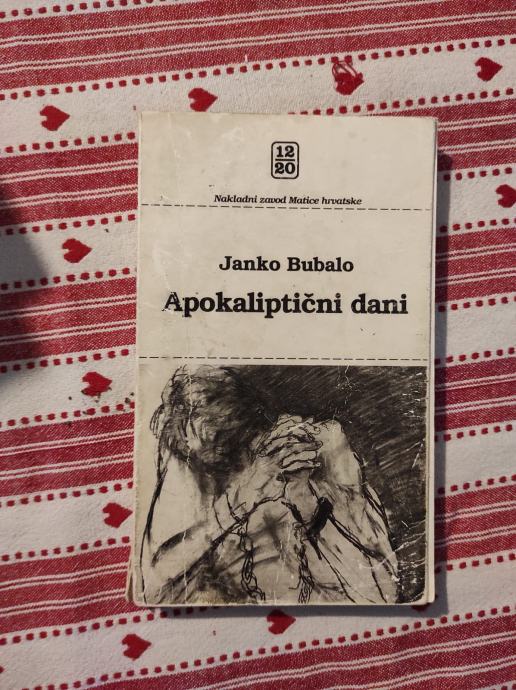 12
20
Nakladni zavod Matice hrvatske
Janko Bubalo
Apokaliptični dani